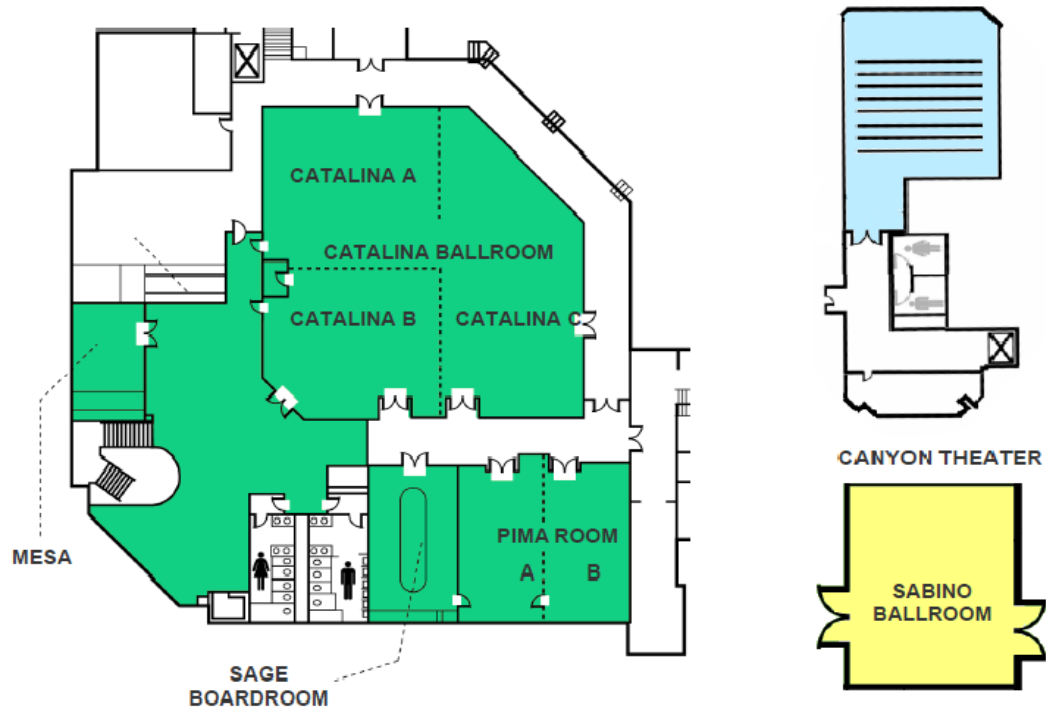 CATALINA A
CATALINA BALLROOM
CATALINA B
CATALINA C
MESA
PIMA ROOM
A
B
SAGE
BOARDROOM
CANYON THEATER
SABINO
BALLROOM